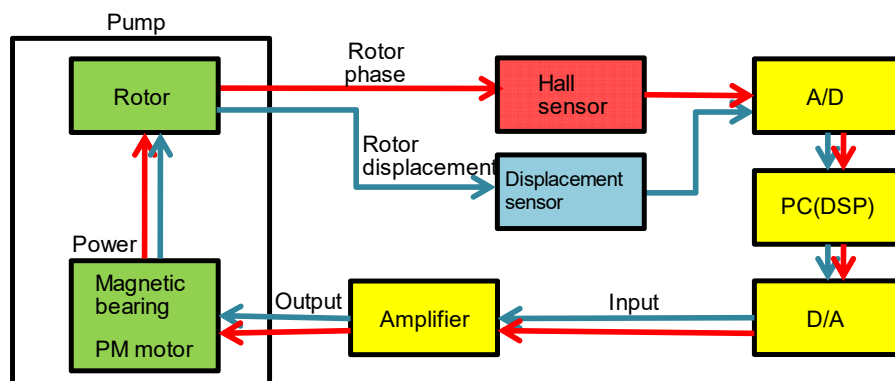 Pump
Rotor
Rotor
phase
Hall
sensor
A/D
Rotor
displacement
Displacement
sensor
PC(DSP)
Power
Magnetic
bearing
PM motor
Output
Amplifier
Input
D/A